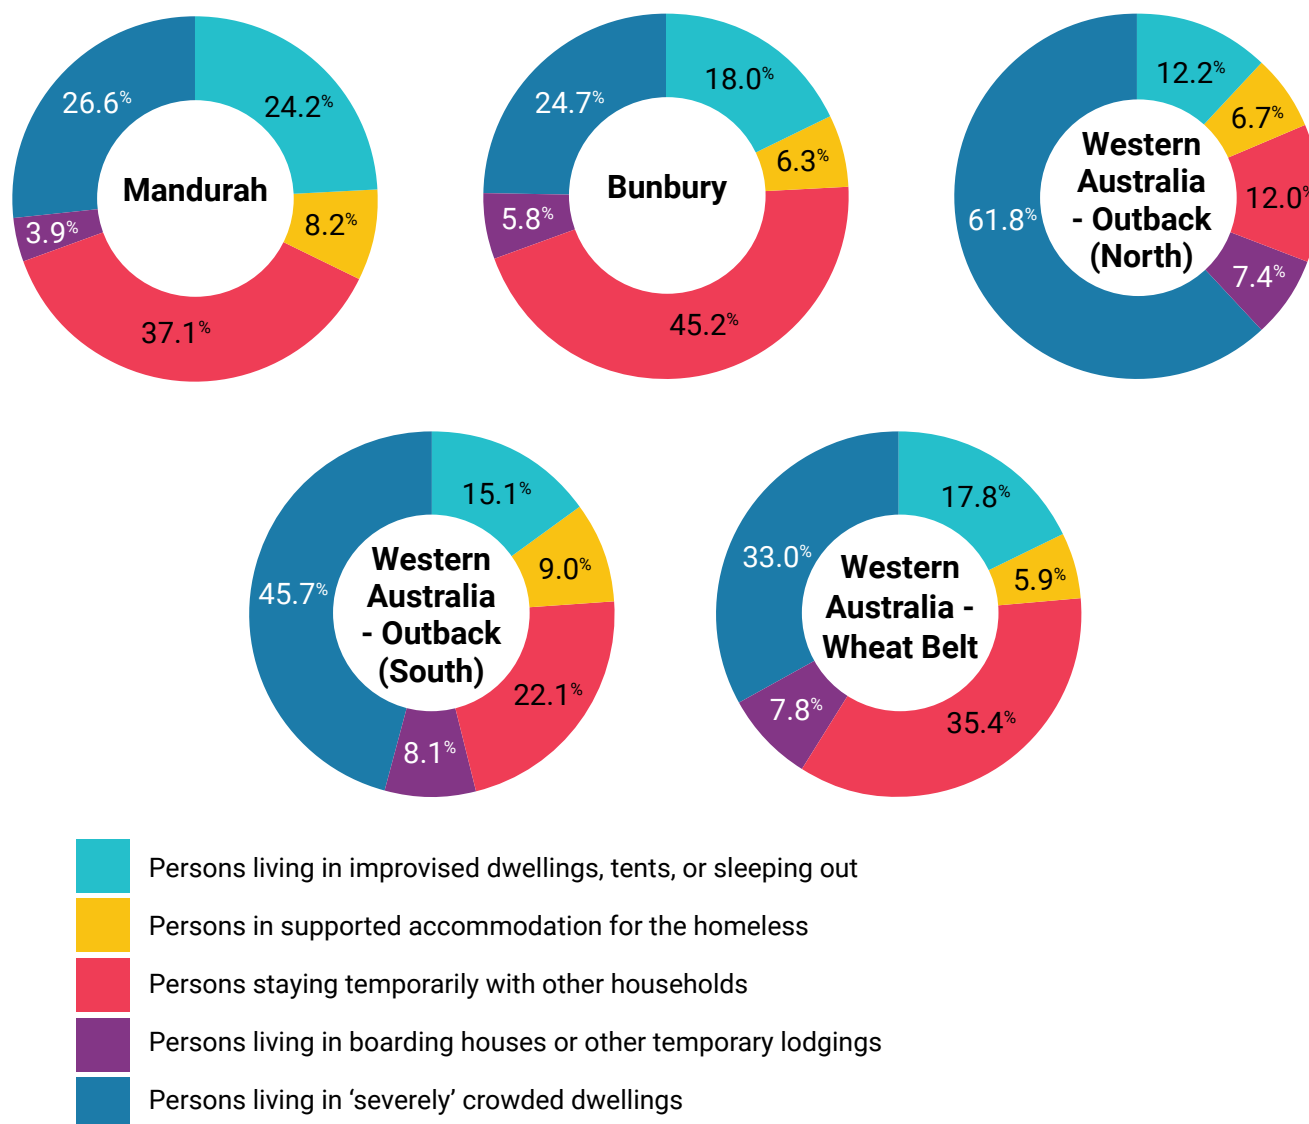 24.2%
8.2%
37.1%
3.9%
26.6%
Mandurah
18.0%
6.3%
45.2%
5.8%
24.7%
Bunbury
12.2%
6.7%
12.0%
7.4%
61.8%
Western
Australia
- Outback
(North)
15.1%
9.0%
22.1%
8.1%
45.7%
Western
Australia
- Outback
(South)
17.8%
5.9%
35.4%
7.8%
33.0%
Western
Australia -
Wheat Belt
Persons living in improvised dwellings, tents, or sleeping out
Persons in supported accommodation for the homeless
Persons staying temporarily with other households
Persons living in boarding houses or other temporary lodgings
Persons living in ‘severely’ crowded dwellings